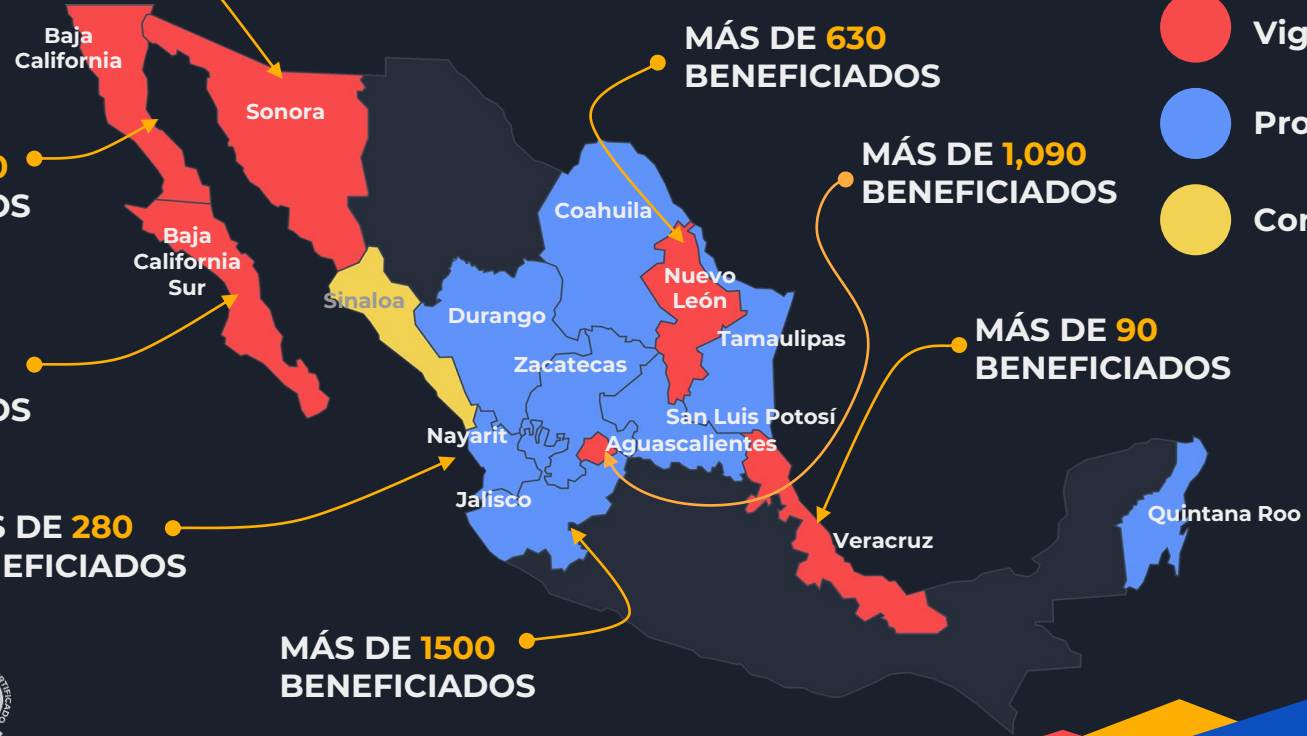 Baja
California
Sonora
MÁS DE 630
BENEFICIADOS
Vig
MÁS DE 1,090
BENEFICIADOS
Pro
Coahuila
Baja
California
Sur
Nuevo
León
Sinaloa
Durango
Tamaulipas
MÁS DE 90
BENEFICIADOS
Zacatecas
San Luis Potosí
Nayarit
Aguascalientes
Jalisco
Quintana Roo
DE 280
EFICIADOS
Veracruz
MÁS DE 1500
BENEFICIADOS